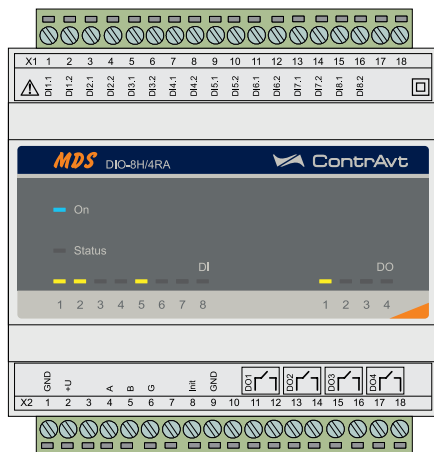 X1 1 2 3 4 5 6 7 8 9 10 11 12 13 14 15 16 17 18
DI1.1 DI1.2 DI2.1 DI2.2 DI3.1 DI3.2 DI4.1 DI4.2 DI5.1 DI5.2 DI6.1 DI6.2 DI7.1 DI7.2 DI8.1 DI8.2
MDS DIO-8H/4RA ContrAvt
On
Status
DI DO
1 2 3 4 5 6 7 8 1 2 3 4
GND +U A B G Init GND DO1 DO2 DO3 DO4
X2 1 2 3 4 5 6 7 8 9 10 11 12 13 14 15 16 17 18